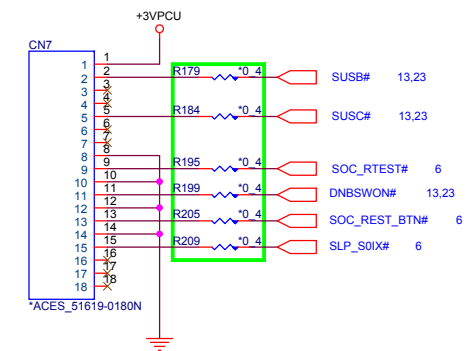 +3VPCU
CN7
1 1
2 2 R179 *0_4 SUSB# 13,23
3 3
4 4
5 5 R184 *0_4 SUSC# 13,23
6 6
7 7
8 8
9 9 R195 *0_4 SOC_RTEST# 6
10 10
11 11 R199 *0_4 DNBSWON# 13,23
12 12
13 13 R205 *0_4 SOC_REST_BTN# 6
14 14
15 15 R209 *0_4 SLP_S0IX# 6
16 16
17 17
18 18
*ACES_51619-0180N